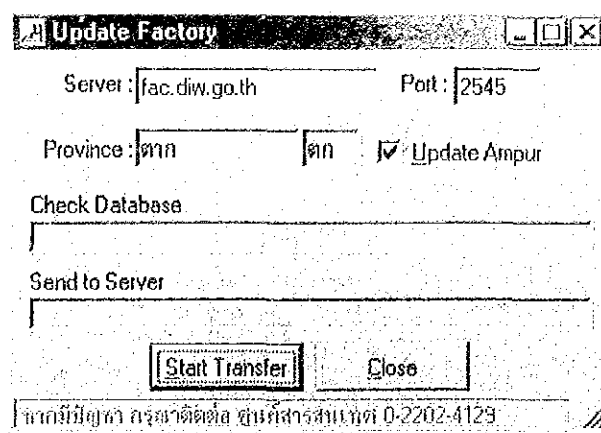 Update Factory
Server : fac.diw.go.th Port : 2545
Province : ตาก ตก Update Ampur
Check Database
Send to Server
Start Transfer Close
หากมีปัญหา กรุณาติดต่อ ศูนย์สารสนเทศ 0-2202-4129